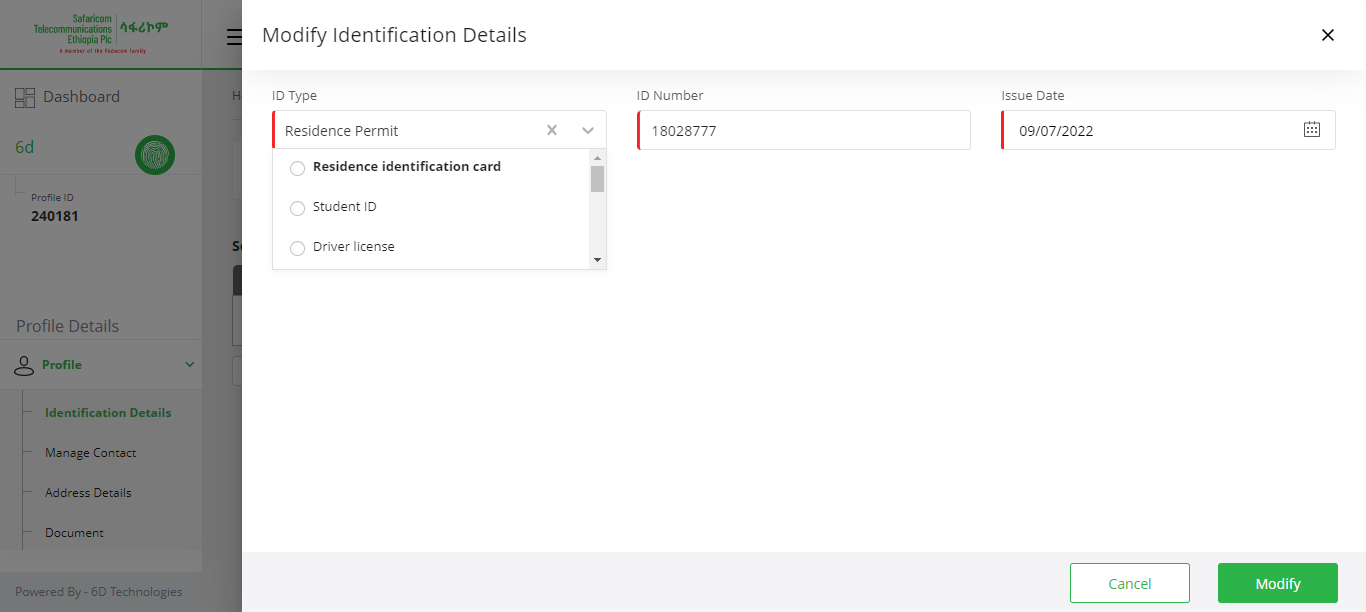 Safaricom
Telecommunications
Ethiopia Plc
ሳፋሪኮም
A member of the Vodacom family
Modify Identification Details
Dashboard
6d
Profile ID
240181
Profile Details
Profile
Identification Details
Manage Contact
Address Details
Document
Powered By - 6D Technologies
ID Type
Residence Permit
Residence identification card
Student ID
Driver license
ID Number
18028777
Issue Date
09/07/2022
Cancel
Modify